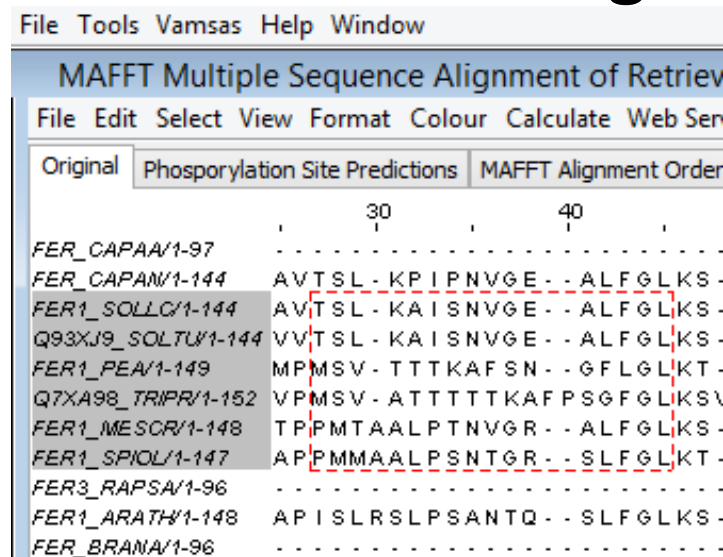 File Tools Vamsas Help Window
MAFFT Multiple Sequence Alignment of Retriev
File Edit Select View Format Colour Calculate Web Serv
Original Phosporylation Site Predictions MAFFT Alignment Order
30 40
FER_CAPAA/1-97 - - - - - - - - - - - - - - - - - - - - - - - -
FER_CAPAN/1-144 AVTSL-KPIPNVGE--ALFGLKS-
FER1_SOLLC/1-144 AVTSL-KAISNVGE--ALFGLKS-
Q93XJ9_SOLTU/1-144 VVTSL-KAISNVGE--ALFGLKS-
FER1_PEA/1-149 MPMSV-TTTKAFSN--GFLGLKT-
Q7XA98_TRIPR/1-152 VPMSV-ATTTTTKAFPSGFGLKSV
FER1_MESCR/1-148 TPPMTAALPTNVGR--ALFGLKS-
FER1_SPIOL/1-147 APPMMAALPSNTGR--SLFGLKT-
FER3_RAPSA/1-96 - - - - - - - - - - - - - - - - - - - - - - - -
FER1_ARATH/1-148 APISLRSLPSANTQ--SLFGLKS-
FER_BRANA/1-96 - - - - - - - - - - - - - - - - - - - - - - - -